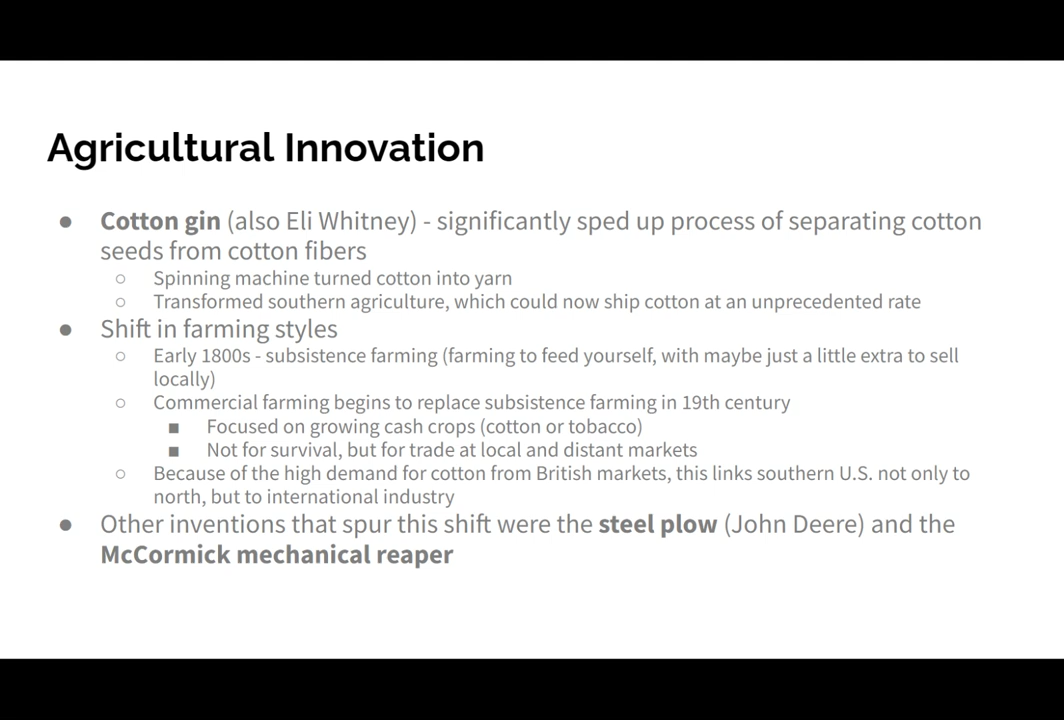 Agricultural Innovation
● Cotton gin (also Eli Whitney) - significantly sped up process of separating cotton
seeds from cotton fibers
○ Spinning machine turned cotton into yarn
○ Transformed southern agriculture, which could now ship cotton at an unprecedented rate
● Shift in farming styles
○ Early 1800s - subsistence farming (farming to feed yourself, with maybe just a little extra to sell
locally)
○ Commercial farming begins to replace subsistence farming in 19th century
■ Focused on growing cash crops (cotton or tobacco)
■ Not for survival, but for trade at local and distant markets
○ Because of the high demand for cotton from British markets, this links southern U.S. not only to
north, but to international industry
● Other inventions that spur this shift were the steel plow (John Deere) and the
McCormick mechanical reaper